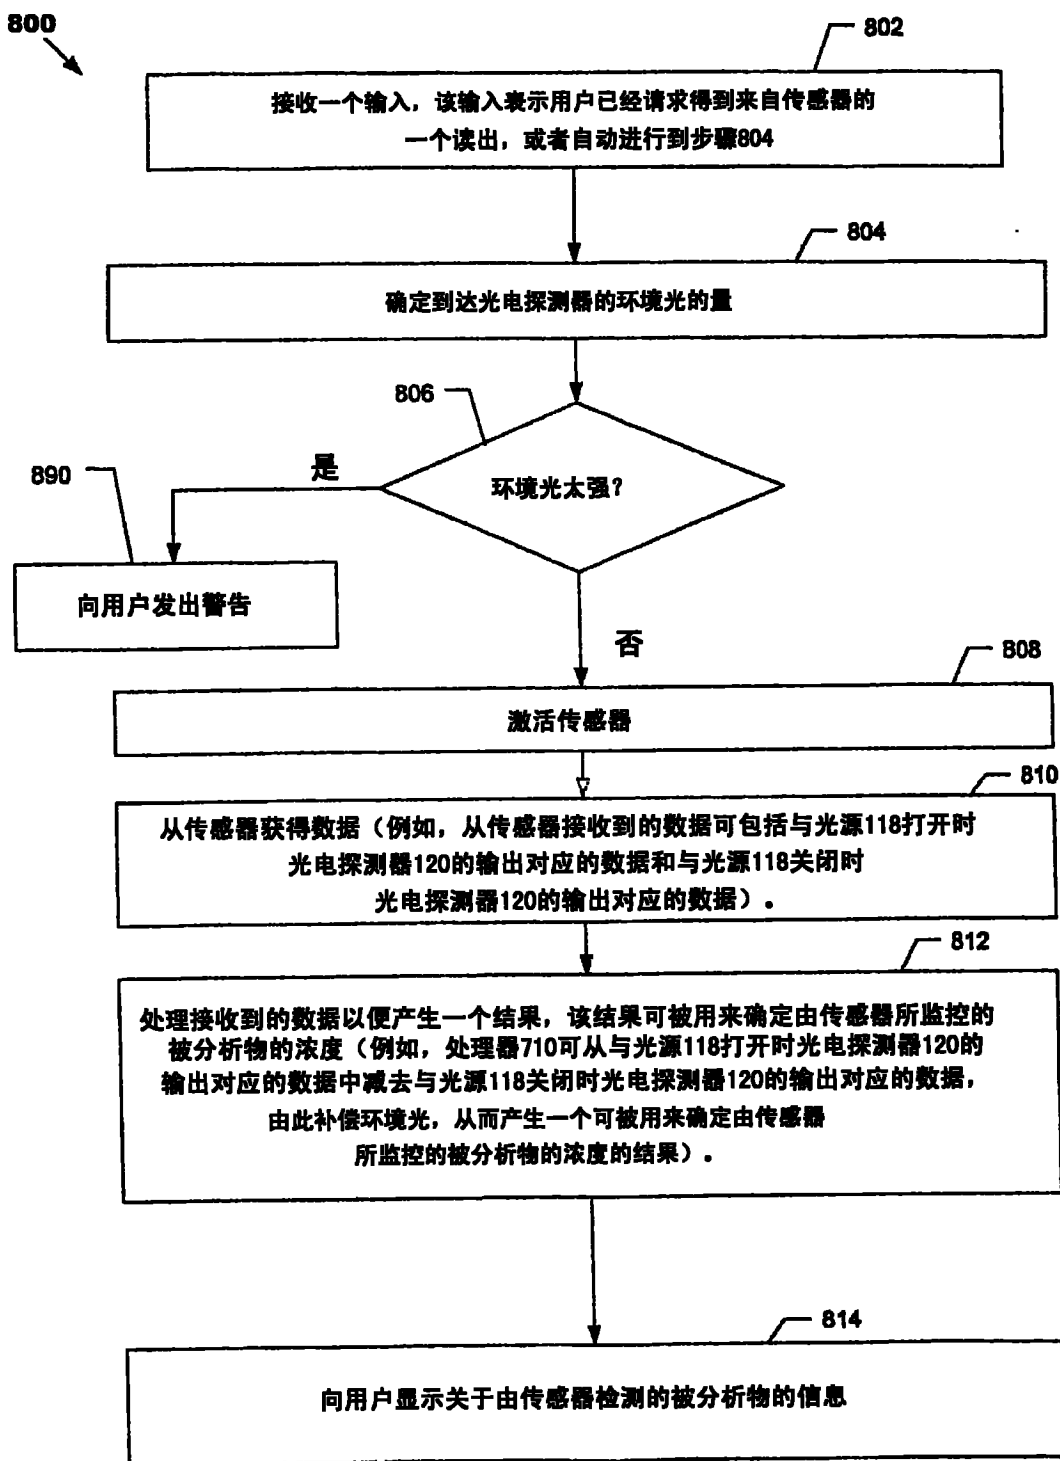 800
802
接收一个输入，该输入表示用户已经请求得到来自传感器的
一个读出，或者自动进行到步骤804
804
确定到达光电探测器的环境光的量
806
890
是
环境光太强？
向用户发出警告
否
808
激活传感器
810
从传感器获得数据（例如，从传感器接收到的数据可包括与光源118打开时
光电探测器120的输出对应的数据和与光源118关闭时
光电探测器120的输出对应的数据）。
812
处理接收到的数据以便产生一个结果，该结果可被用来确定由传感器所监控的
被分析物的浓度（例如，处理器710可从与光源118打开时光电探测器120的
输出对应的数据中减去与光源118关闭时光电探测器120的输出对应的数据，
由此补偿环境光，从而产生一个可被用来确定由传感器
所监控的被分析物的浓度的结果）。
814
向用户显示关于由传感器检测的被分析物的信息